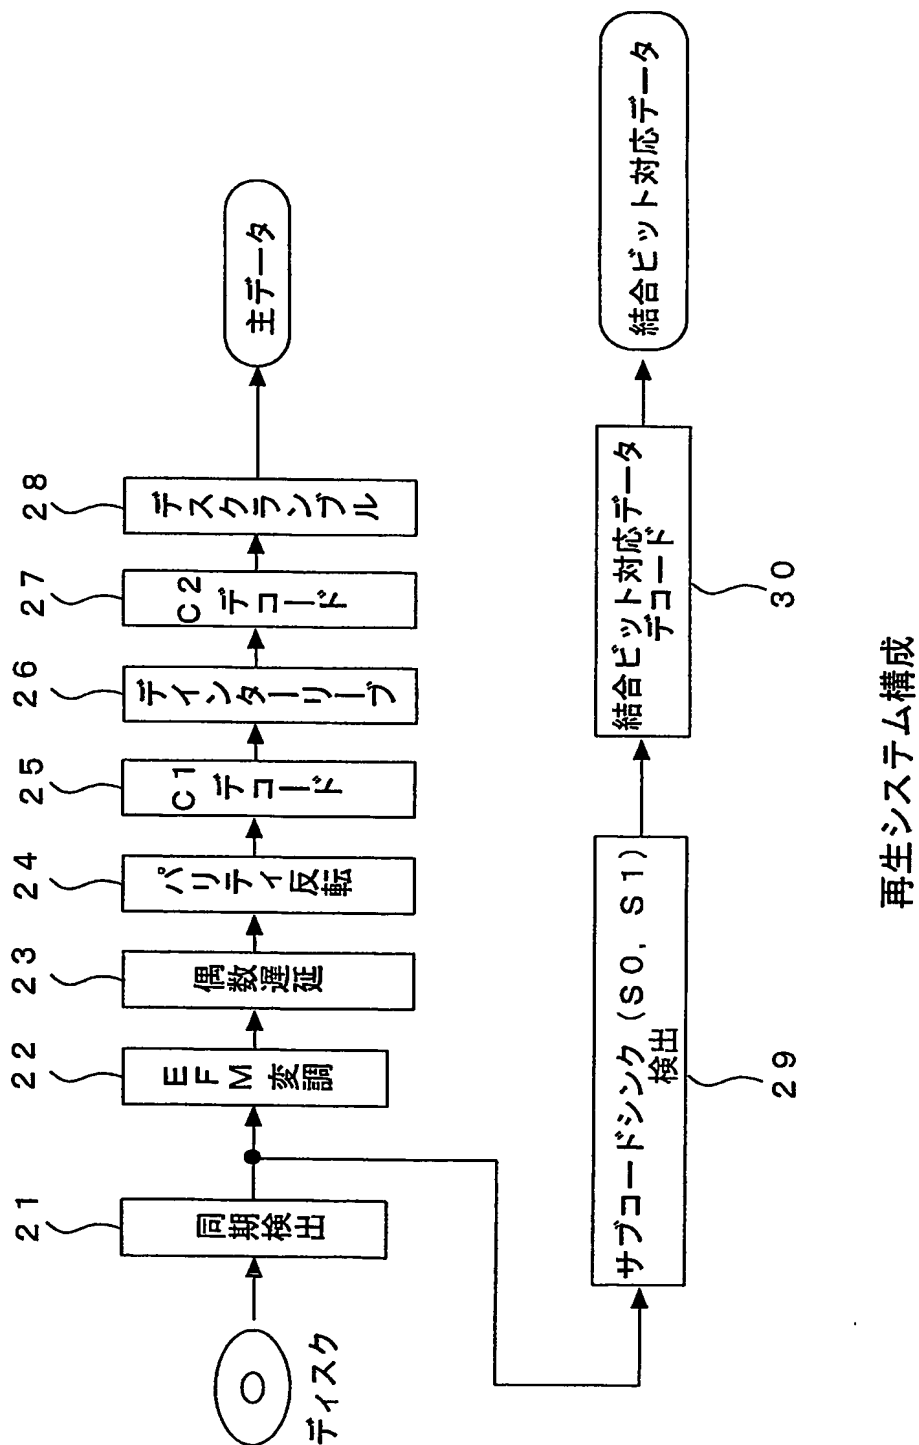 ディスク
21
同期検出
22
EFM変調
23
偶数遅延
24
パリティ反転
25
C1
デコード
26
デインターリーブ
27
C2
デコード
28
デスクランブル
主データ
サブコードシンク(S0, S1)
検出
29
結合ビット対応データ
デコード
30
結合ビット対応データ
再生システム構成